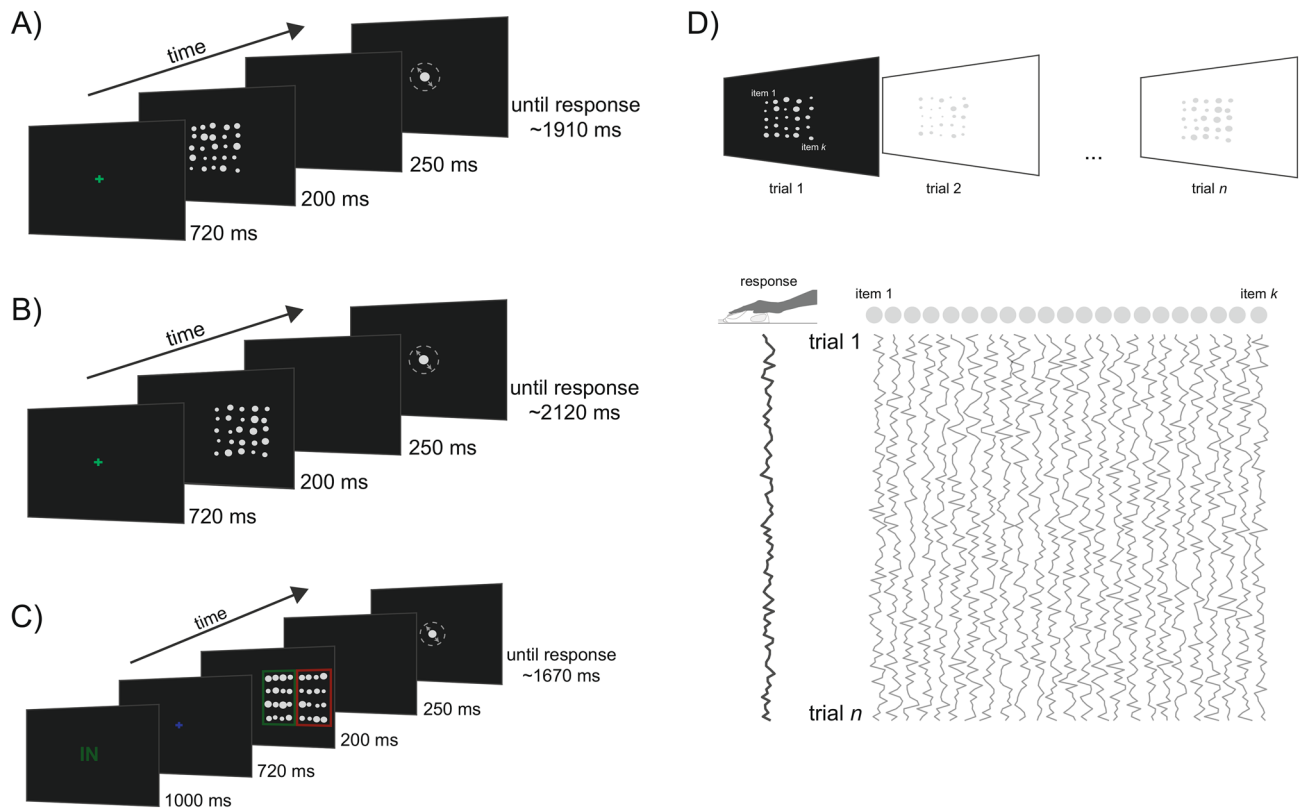 A)
time
720 ms
200 ms
250 ms
until response
~1910 ms
B)
time
720 ms
200 ms
250 ms
until response
~2120 ms
C)
time
IN
1000 ms
720 ms
200 ms
250 ms
until response
~1670 ms
D)
item 1
item k
trial 1
trial 2
...
trial n
response
item 1
item k
trial 1
trial n